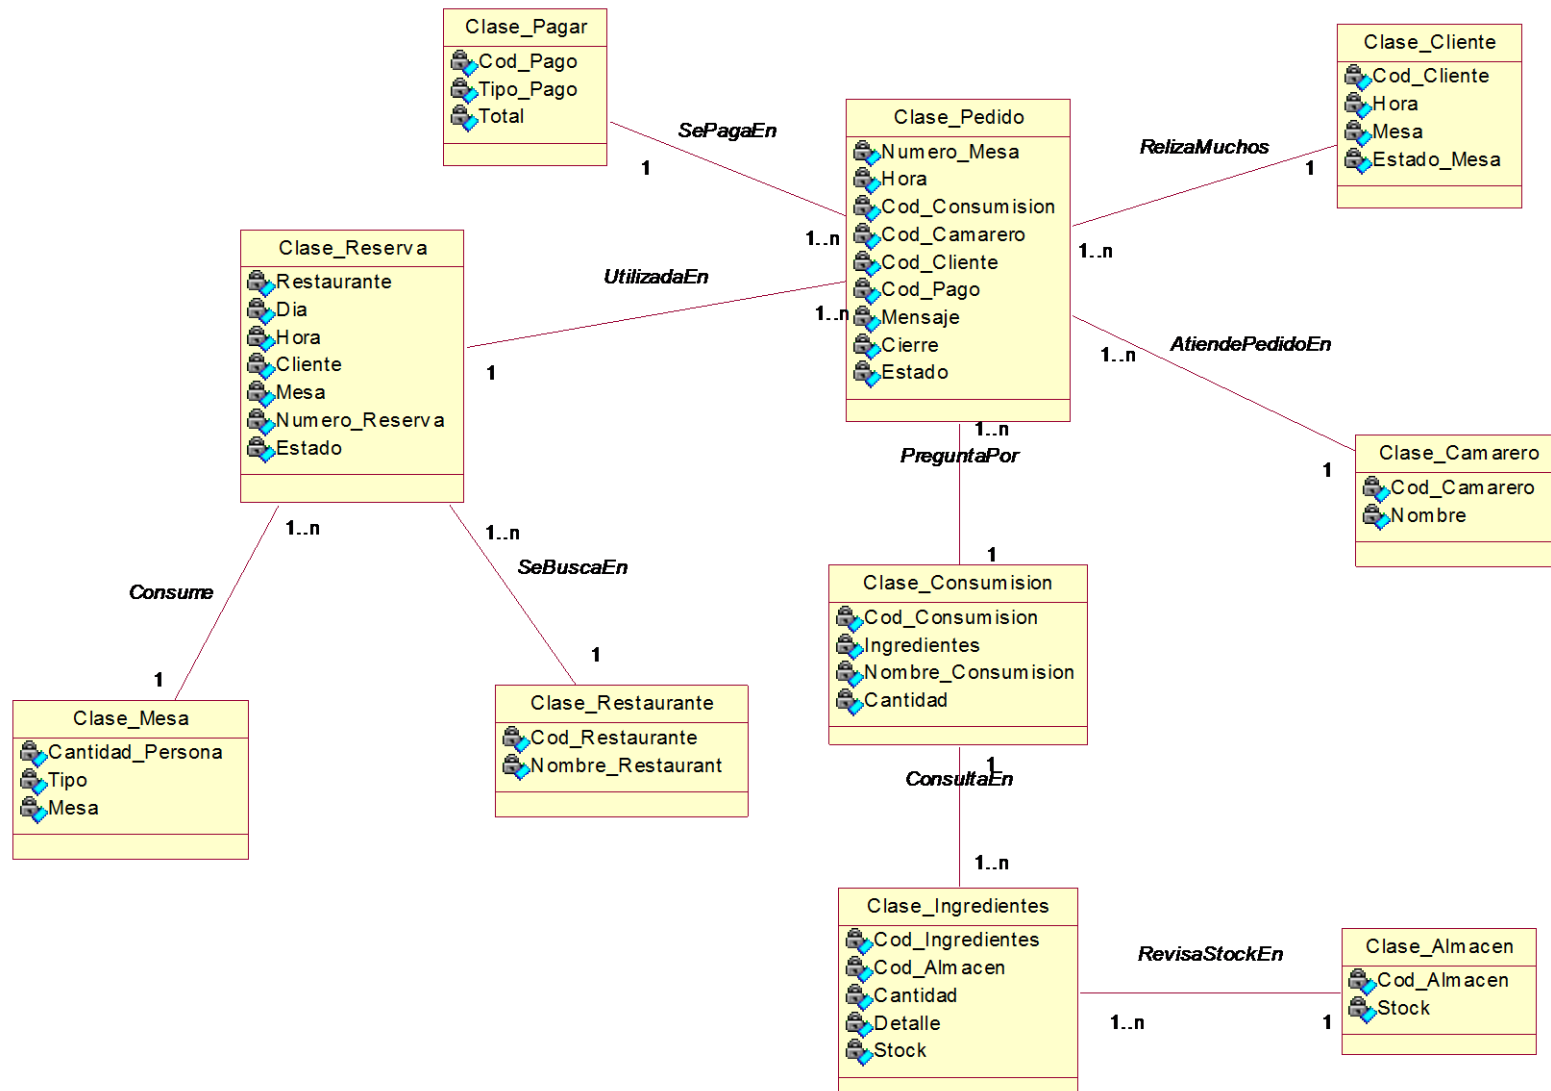 Clase_Pagar
Cod_Pago
Tipo_Pago
Total
SePagaEn
1
1..n
Clase_Pedido
Numero_Mesa
Hora
Cod_Consumision
Cod_Camarero
Cod_Cliente
Cod_Pago
Mensaje
Cierre
Estado
Clase_Cliente
Cod_Cliente
Hora
Mesa
Estado_Mesa
RelizaMuchos
1
1..n
Clase_Reserva
Restaurante
Dia
Hora
Cliente
Mesa
Numero_Reserva
Estado
UtilizadaEn
1..n
1
AtiendePedidoEn
1..n
1
Clase_Camarero
Cod_Camarero
Nombre
1..n
PreguntaPor
1
Clase_Consumision
Cod_Consumision
Ingredientes
Nombre_Consumision
Cantidad
1..n
Consume
1
Clase_Mesa
Cantidad_Persona
Tipo
Mesa
1..n
SeBuscaEn
1
Clase_Restaurante
Cod_Restaurante
Nombre_Restaurant
1
ConsultaEn
1..n
Clase_Ingredientes
Cod_Ingredientes
Cod_Almacen
Cantidad
Detalle
Stock
RevisaStockEn
1..n
1
Clase_Almacen
Cod_Almacen
Stock